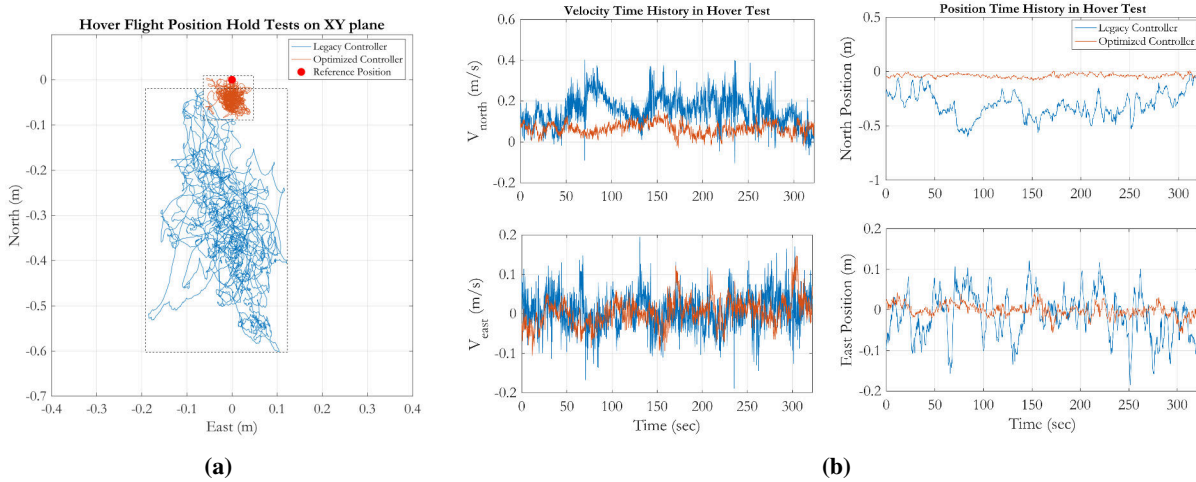 Hover Flight Position Hold Tests on XY plane
Legacy Controller
Optimized Controller
Reference Position
North (m)
0
-0.1
-0.2
-0.3
-0.4
-0.5
-0.6
-0.7
-0.4 -0.3 -0.2 -0.1 0 0.1 0.2 0.3 0.4
East (m)
(a)
Velocity Time History in Hover Test
V_north (m/s)
0.6
0.4
0.2
0
0.2
0 50 100 150 200 250 300
V_east (m/s)
0.2
0.1
0
-0.1
0.2
0 50 100 150 200 250 300
Time (sec)
Position Time History in Hover Test
Legacy Controller
Optimized Controller
North Position (m)
0.5
0
-0.5
-1
0 50 100 150 200 250 300
East Position (m)
0.2
0.1
0
-0.1
0.2
0 50 100 150 200 250 300
Time (sec)
(b)